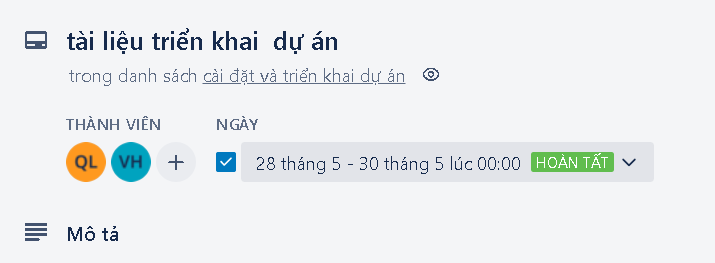 tài liệu triển khai dự án
trong danh sách cài đặt và triển khai dự án
THÀNH VIÊN
NGÀY
QL VH +
28 tháng 5 - 30 tháng 5 lúc 00:00 HOÀN TẤT
Mô tả